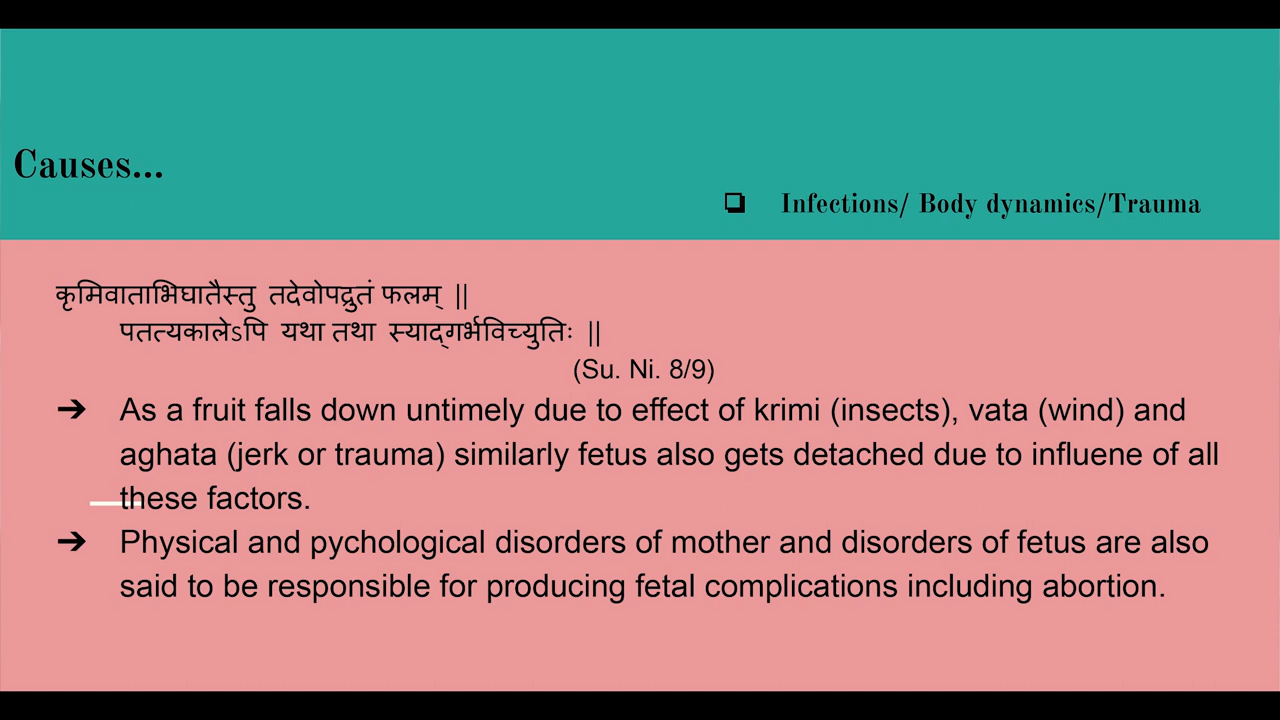 Causes...
❏ Infections/ Body dynamics/Trauma
कृमिवाताभिघातैस्तु तदेवोपद्रुतं फलम् ||
पतत्यकालेऽपि यथा तथा स्याद्गर्भविच्युतिः ||
(Su. Ni. 8/9)
➔ As a fruit falls down untimely due to effect of krimi (insects), vata (wind) and
aghata (jerk or trauma) similarly fetus also gets detached due to influene of all
these factors.
➔ Physical and pychological disorders of mother and disorders of fetus are also
said to be responsible for producing fetal complications including abortion.